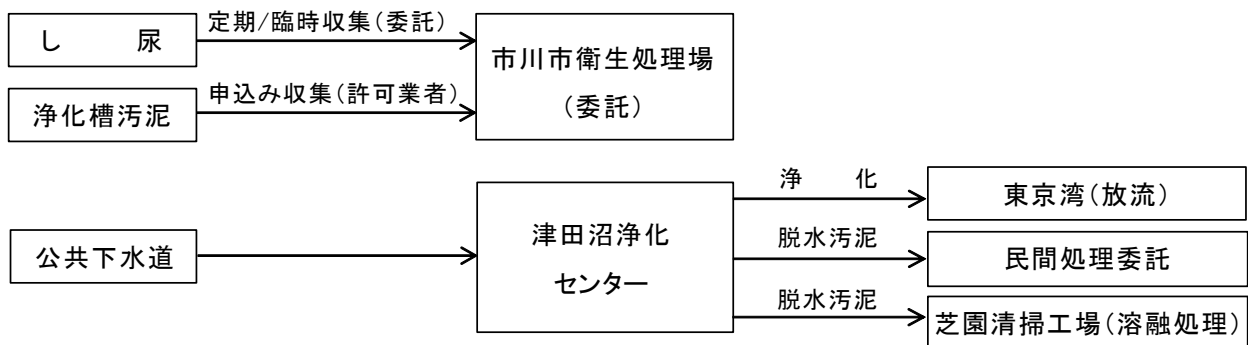 し　尿
定期/臨時収集(委託)
浄化槽汚泥
申込み収集(許可業者)
市川市衛生処理場
(委託)
公共下水道
津田沼浄化
センター
浄　化
東京湾(放流)
脱水汚泥
民間処理委託
脱水汚泥
芝園清掃工場(溶融処理)